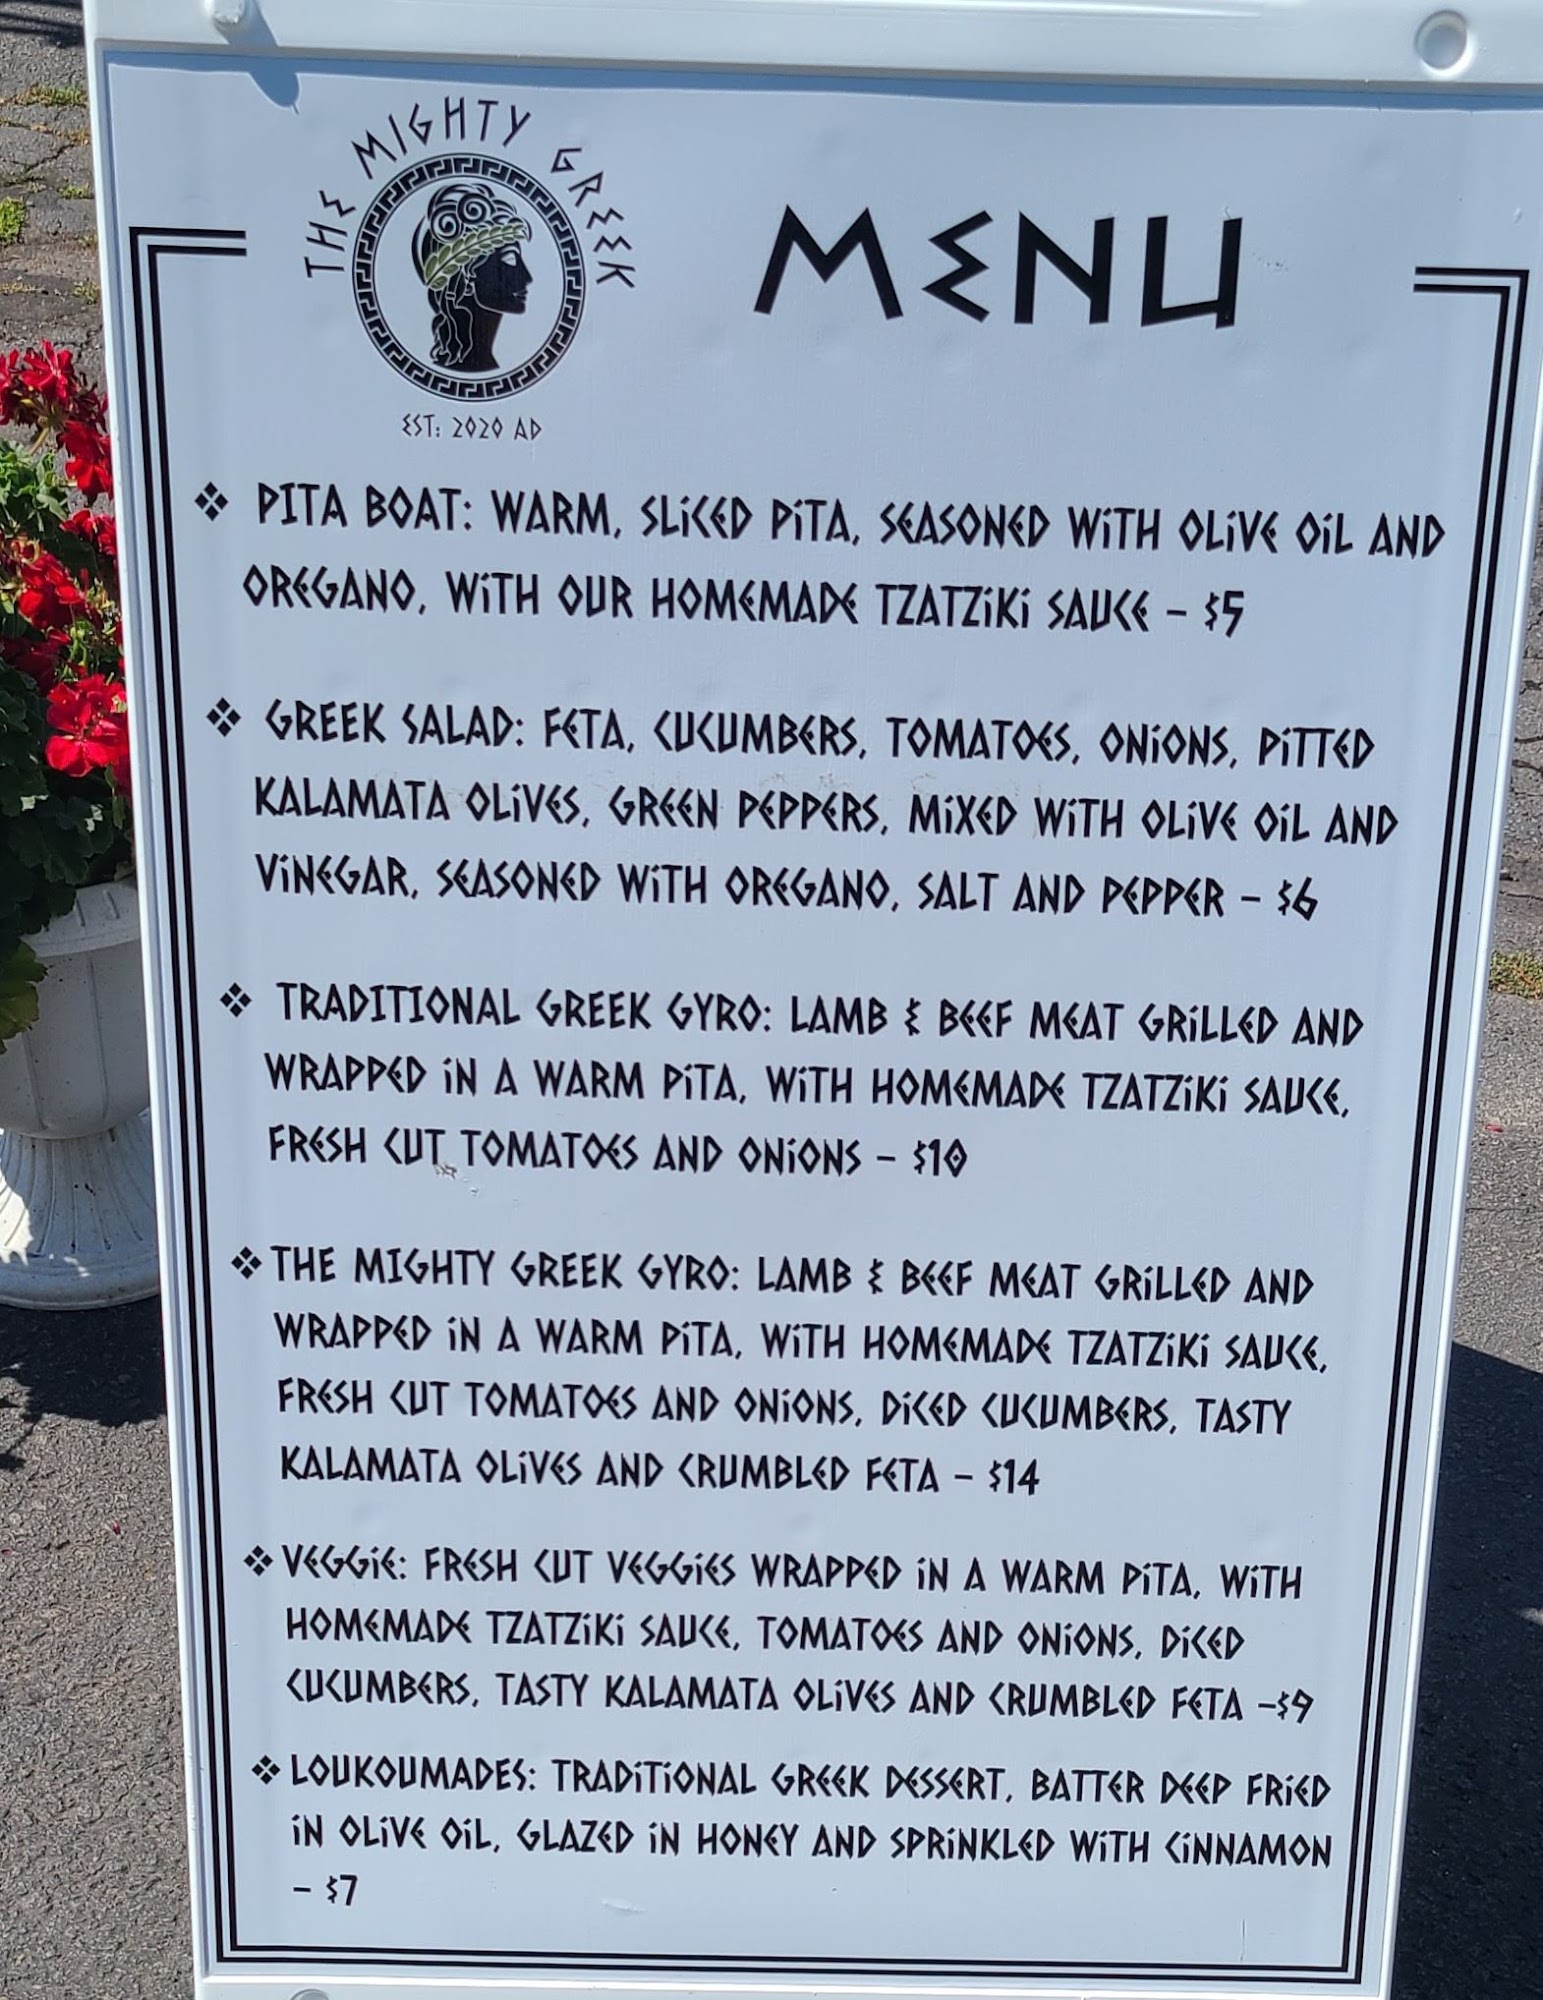 THE MIGHTY GREEK
EST: 2020 AD
MENU
❖ PITA BOAT: WARM, SLICED PITA, SEASONED WITH OLIVE OIL AND
OREGANO, WITH OUR HOMEMADE TZATZIKI SAUCE – $5
❖ GREEK SALAD: FETA, CUCUMBERS, TOMATOES, ONIONS, PITTED
KALAMATA OLIVES, GREEN PEPPERS, MIXED WITH OLIVE OIL AND
VINEGAR, SEASONED WITH OREGANO, SALT AND PEPPER – $6
❖ TRADITIONAL GREEK GYRO: LAMB & BEEF MEAT GRILLED AND
WRAPPED IN A WARM PITA, WITH HOMEMADE TZATZIKI SAUCE,
FRESH CUT TOMATOES AND ONIONS – $10
❖ THE MIGHTY GREEK GYRO: LAMB & BEEF MEAT GRILLED AND
WRAPPED IN A WARM PITA, WITH HOMEMADE TZATZIKI SAUCE,
FRESH CUT TOMATOES AND ONIONS, DICED CUCUMBERS, TASTY
KALAMATA OLIVES AND CRUMBLED FETA – $14
❖ VEGGIE: FRESH CUT VEGGIES WRAPPED IN A WARM PITA, WITH
HOMEMADE TZATZIKI SAUCE, TOMATOES AND ONIONS, DICED
CUCUMBERS, TASTY KALAMATA OLIVES AND CRUMBLED FETA –$9
❖ LOUKOUMADES: TRADITIONAL GREEK DESSERT, BATTER DEEP FRIED
IN OLIVE OIL, GLAZED IN HONEY AND SPRINKLED WITH CINNAMON
– $7